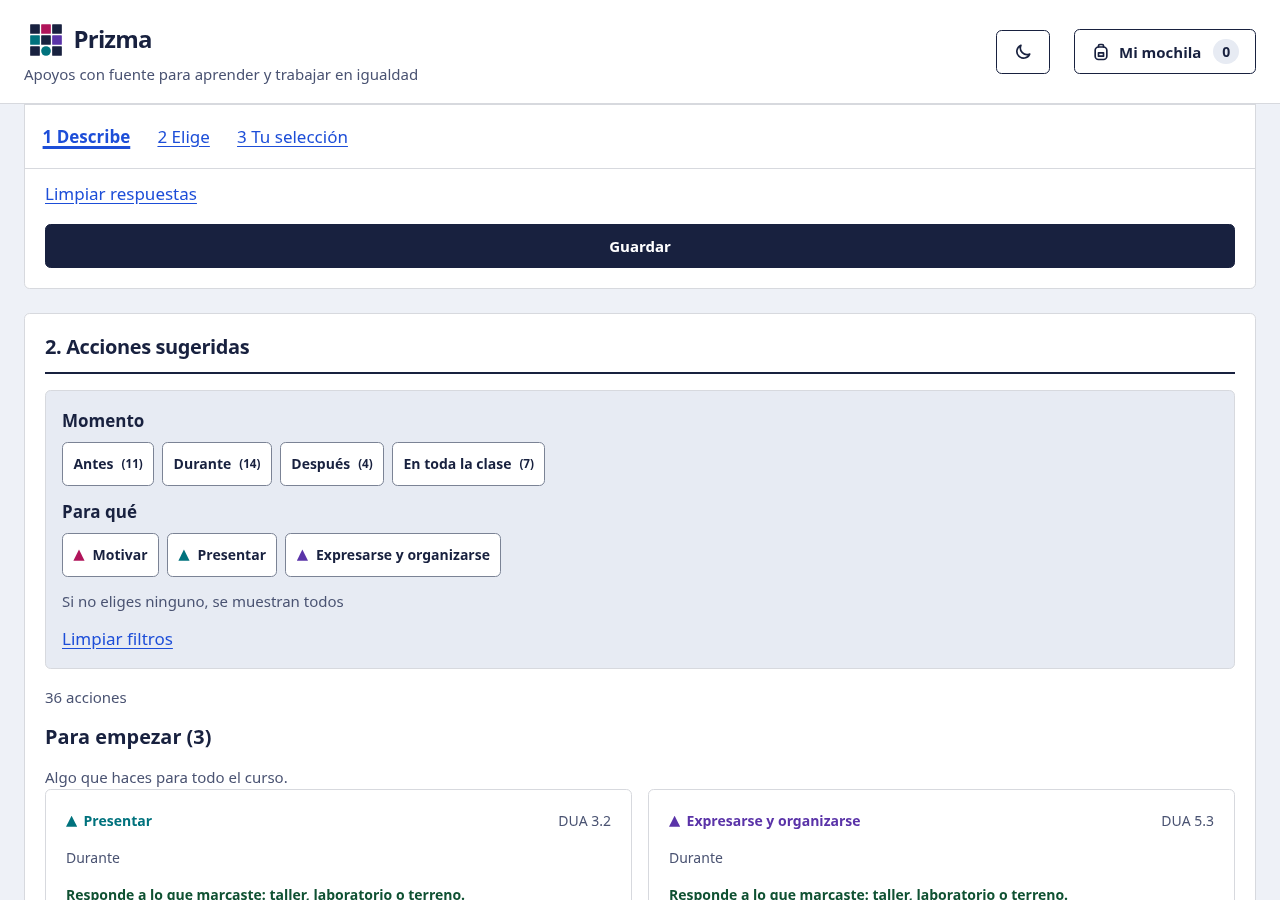 Prizma
Apoyos con fuente para aprender y trabajar en igualdad
Mi mochila 0
1 Describe 2 Elige 3 Tu selección
Limpiar respuestas
Guardar
2. Acciones sugeridas
Momento
Antes (11) Durante (14) Después (4) En toda la clase (7)
Para qué
Motivar Presentar Expresarse y organizarse
Si no eliges ninguno, se muestran todos
Limpiar filtros
36 acciones
Para empezar (3)
Algo que haces para todo el curso.
Presentar DUA 3.2
Durante
Responde a lo que marcaste: taller, laboratorio o terreno.
Expresarse y organizarse DUA 5.3
Durante
Responde a lo que marcaste: taller, laboratorio o terreno.